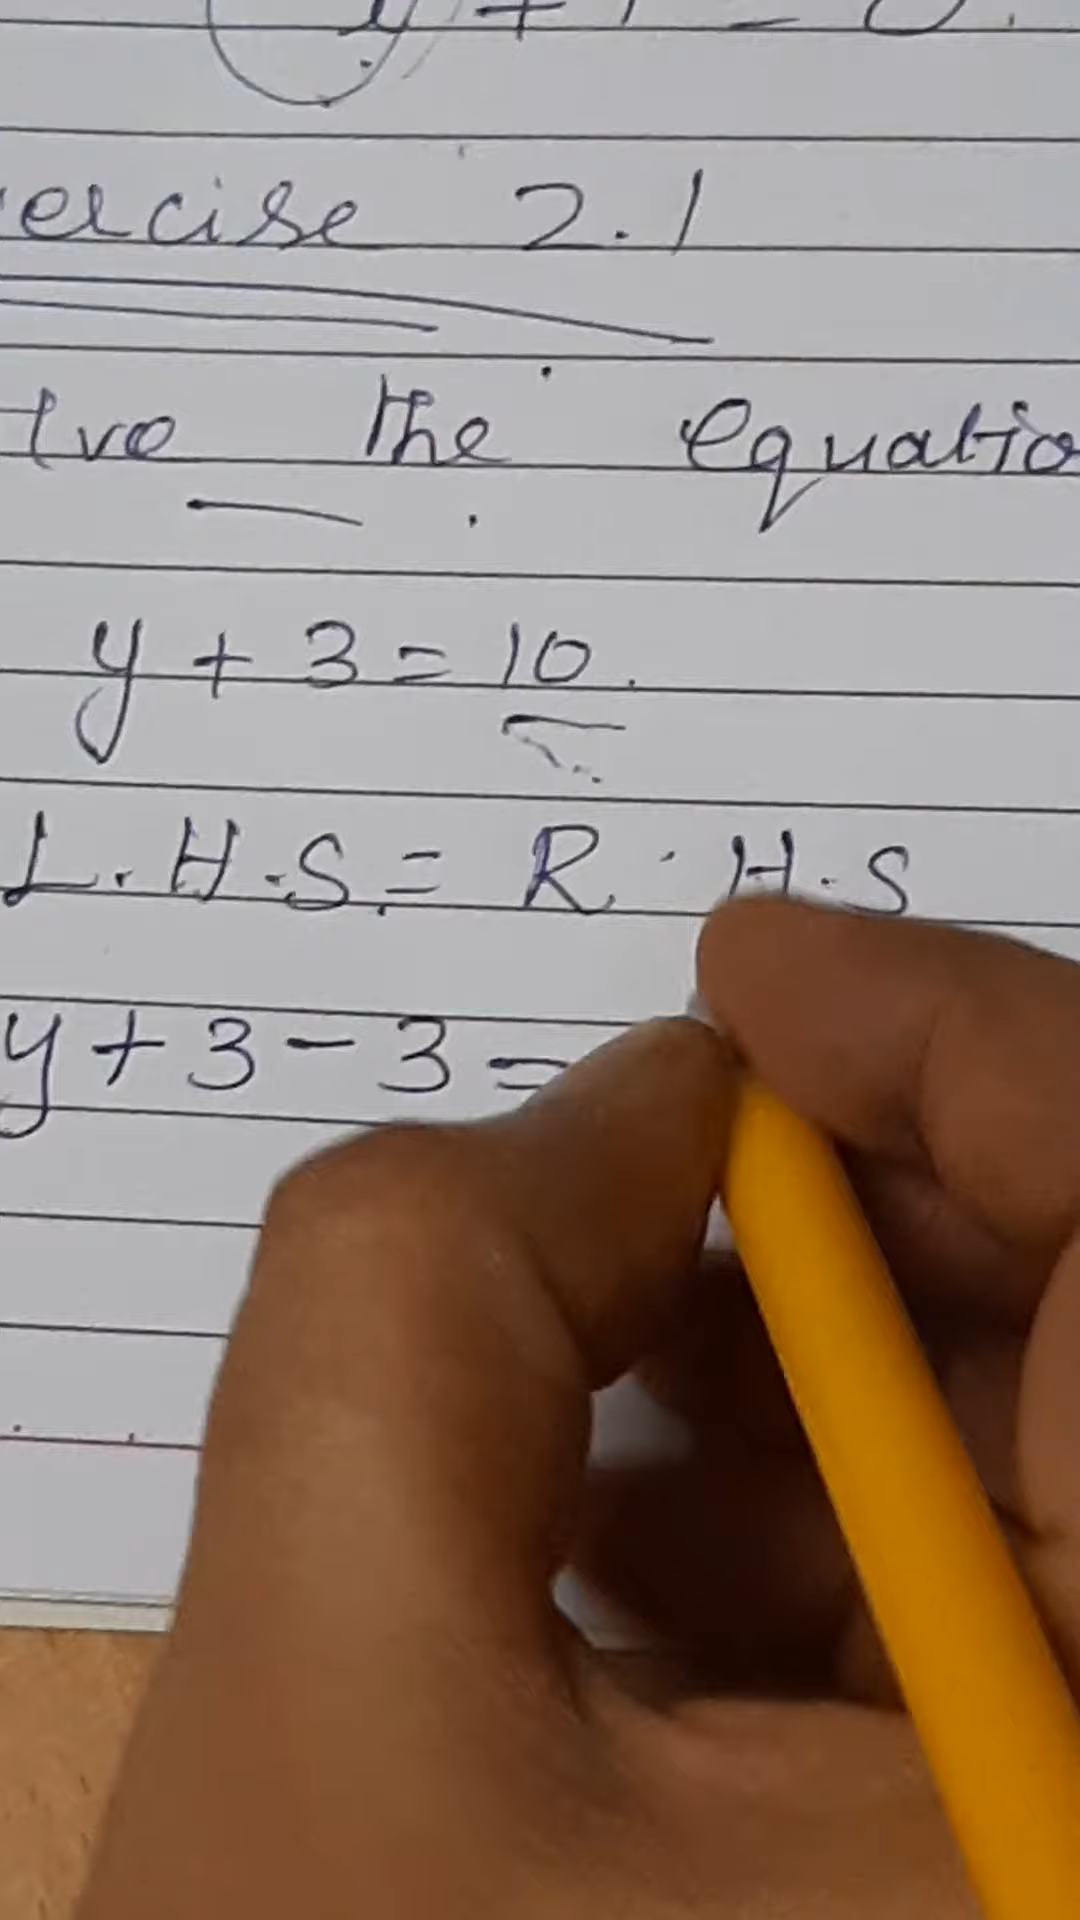 ercise 2.1
lve the equatio
y + 3 = 10.
L.H.S = R.H.S
y + 3 - 3 =